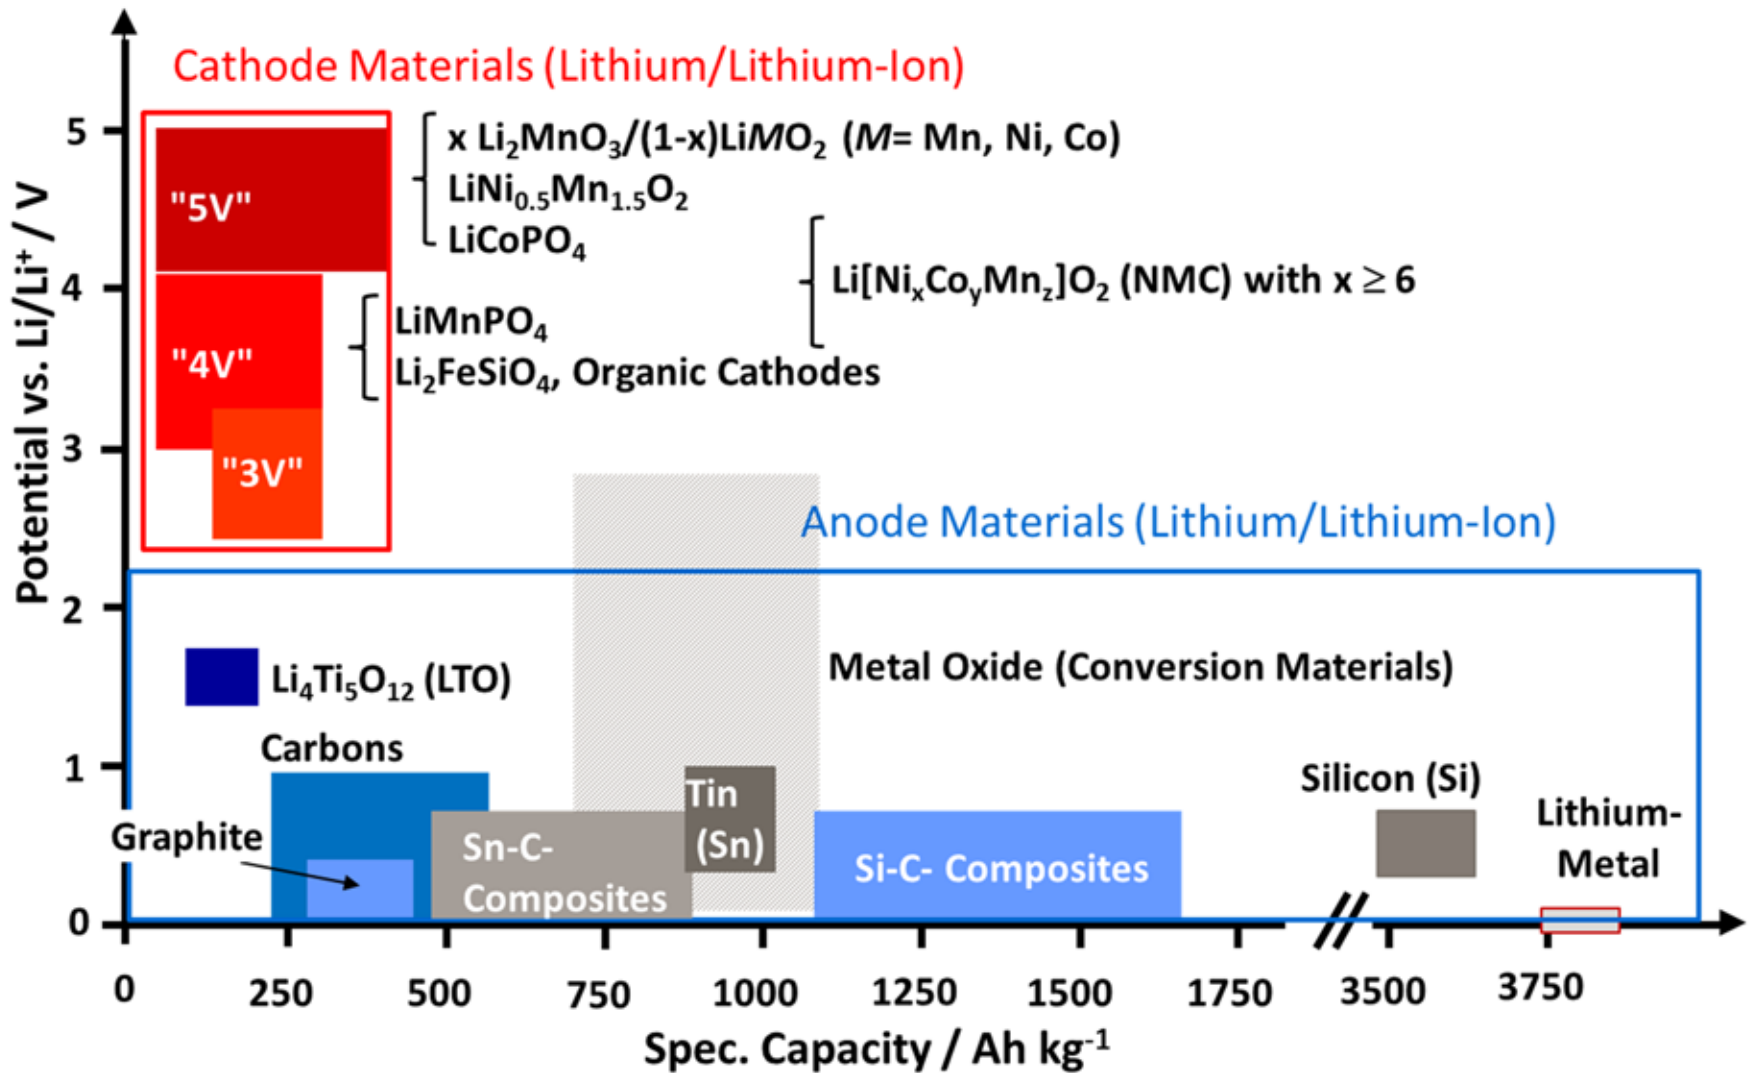 Cathode Materials (Lithium/Lithium-Ion)
Potential vs. Li/Li⁺ / V
5
4
3
2
1
0
"5V"
x Li₂MnO₃/(1-x)LiMO₂ (M= Mn, Ni, Co)
LiNi₀.₅Mn₁.₅O₂
LiCoPO₄
Li[NiₓCoᵧMn_z]O₂ (NMC) with x ≥ 6
"4V"
LiMnPO₄
Li₂FeSiO₄, Organic Cathodes
"3V"
Anode Materials (Lithium/Lithium-Ion)
Li₄Ti₅O₁₂ (LTO)
Metal Oxide (Conversion Materials)
Carbons
Graphite
Sn-C-
Composites
Tin
(Sn)
Si-C- Composites
Silicon (Si)
Lithium-
Metal
0 250 500 750 1000 1250 1500 1750 3500 3750
Spec. Capacity / Ah kg⁻¹